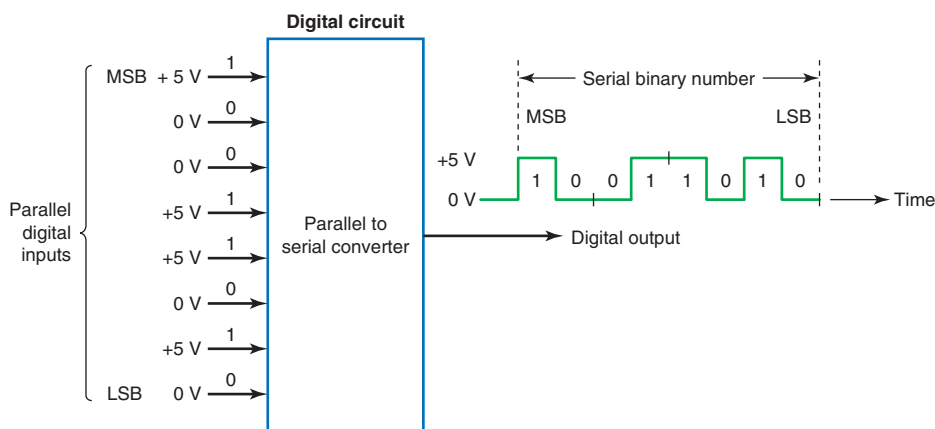 Digital circuit
MSB + 5 V 1
0 V 0
0 V 0
+5 V 1
+5 V 1
0 V 0
+5 V 1
LSB 0 V 0
Parallel
digital
inputs
Parallel to
serial converter
Serial binary number
MSB LSB
+5 V
1 0 0 1 1 0 1 0
0 V
Time
Digital output